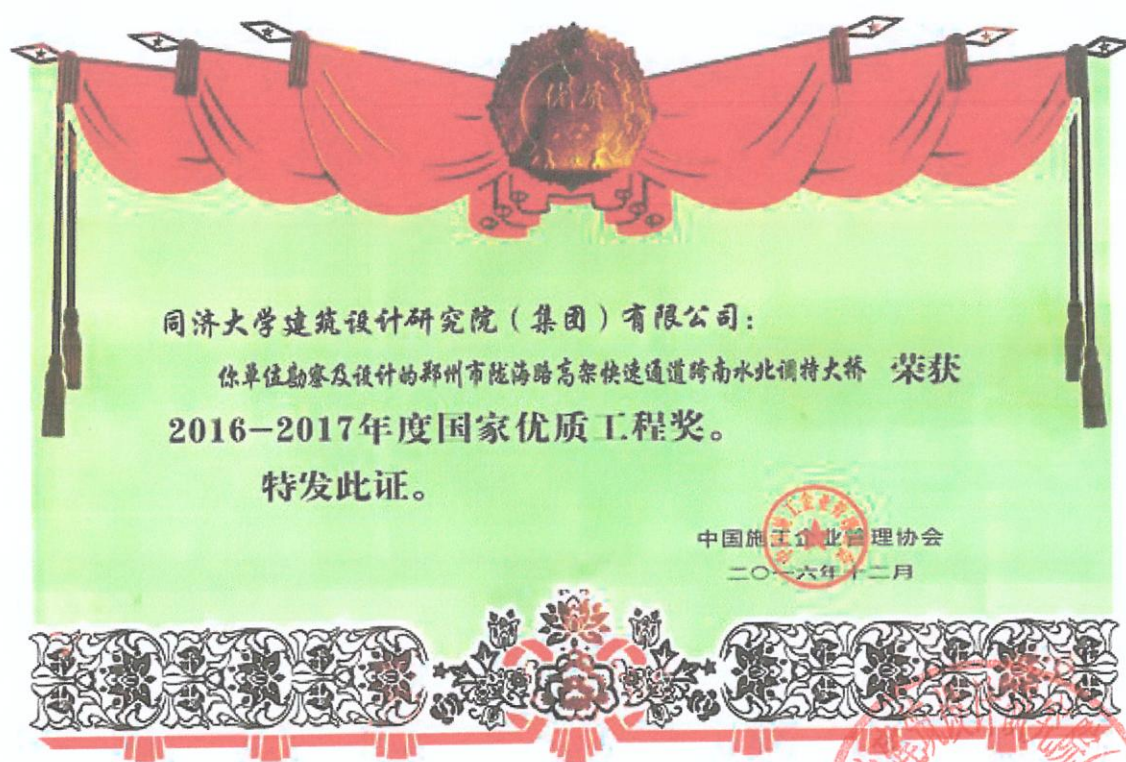 优质
同济大学建筑设计研究院（集团）有限公司：
你单位勘察及设计的郑州市陇海路高架快速通道跨南水北调特大桥 荣获
2016-2017年度国家优质工程奖。
特发此证。
中国施工企业管理协会
二〇一六年十二月